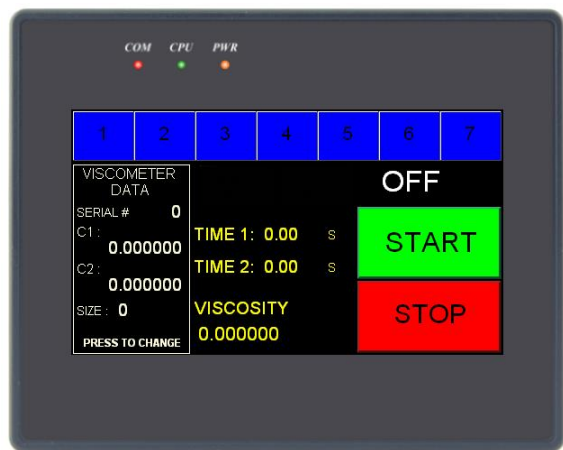 COM CPU PWR
1 2 3 4 5 6 7
VISCOMETER
DATA
SERIAL # 0
C1 :
0.000000
C2 :
0.000000
SIZE : 0
PRESS TO CHANGE
TIME 1: 0.00 S
TIME 2: 0.00 S
VISCOSITY
0.000000
OFF
START
STOP